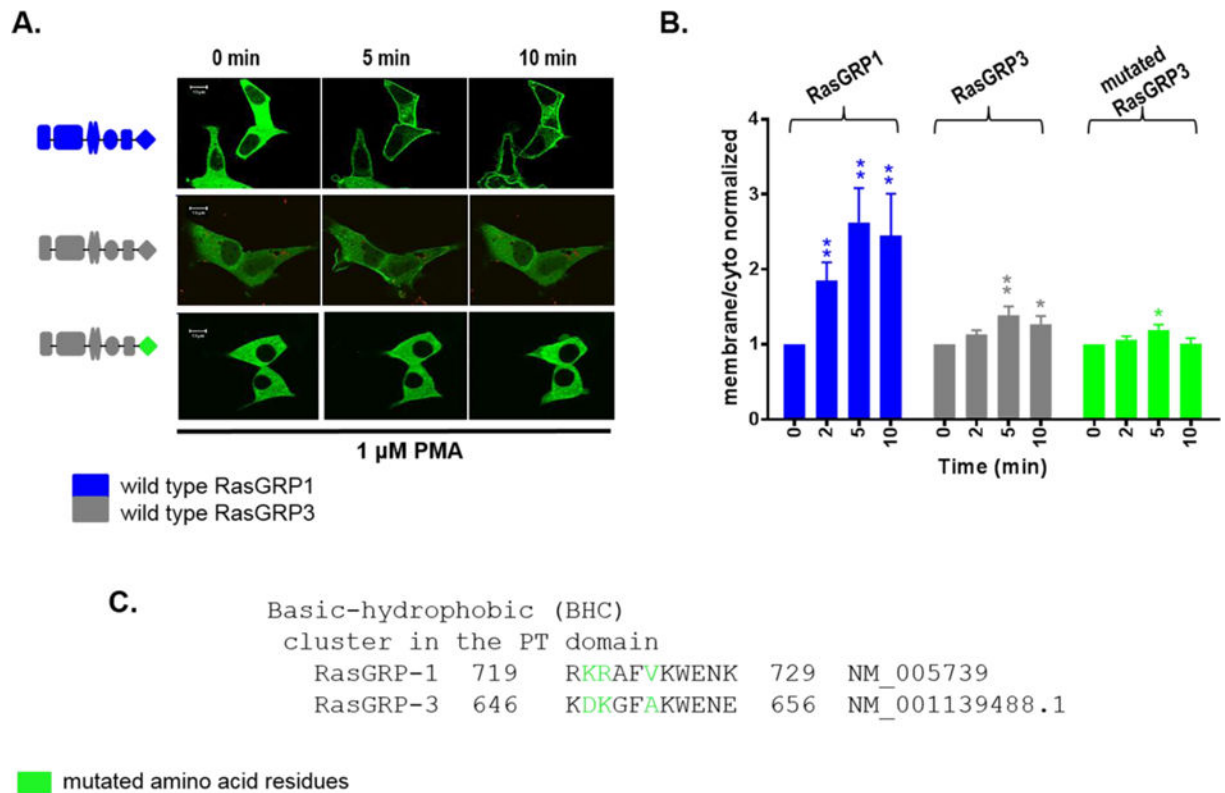 A.
0 min 5 min 10 min
1 µM PMA
wild type RasGRP1
wild type RasGRP3
B.
RasGRP1 RasGRP3 mutated RasGRP3
membrane/cyto normalized
4
3
2
1
0
** ** ** ** * *
0 2 5 10 0 2 5 10 0 2 5 10
Time (min)
C.
Basic-hydrophobic (BHC)
cluster in the PT domain
RasGRP-1 719 RKRAFVKWENK 729 NM_005739
RasGRP-3 646 KDKGFAKWENE 656 NM_001139488.1
mutated amino acid residues